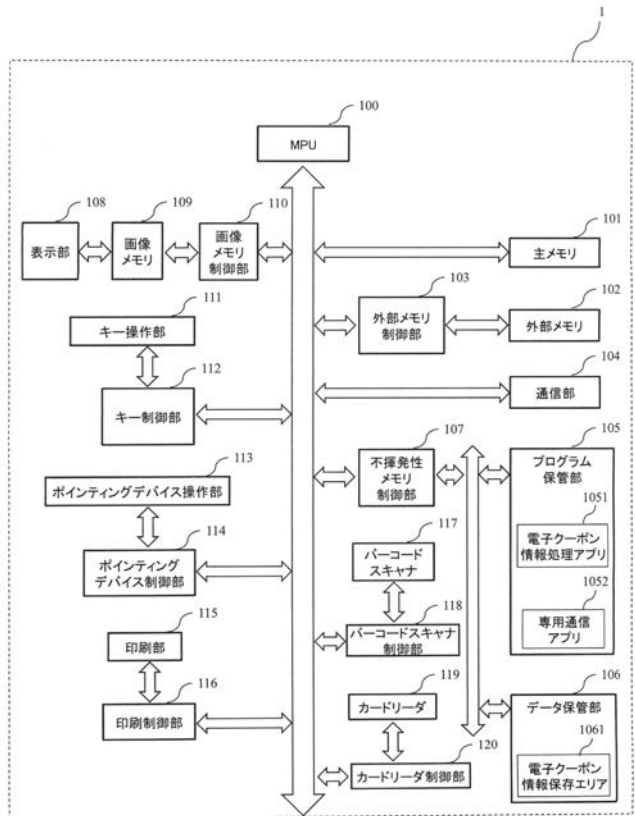 1
100
MPU
108
表示部
109
画像
メモリ
110
画像
メモリ
制御部
101
主メモリ
111
キー操作部
103
外部メモリ
制御部
102
外部メモリ
112
キー制御部
104
通信部
113
ポインティングデバイス操作部
107
不揮発性
メモリ
制御部
105
プログラム
保管部
1051
電子クーポン
情報処理アプリ
1052
専用通信
アプリ
114
ポインティング
デバイス制御部
117
バーコード
スキャナ
118
バーコードスキャナ
制御部
115
印刷部
116
印刷制御部
119
カードリーダ
120
カードリーダ制御部
106
データ保管部
1061
電子クーポン
情報保存エリア